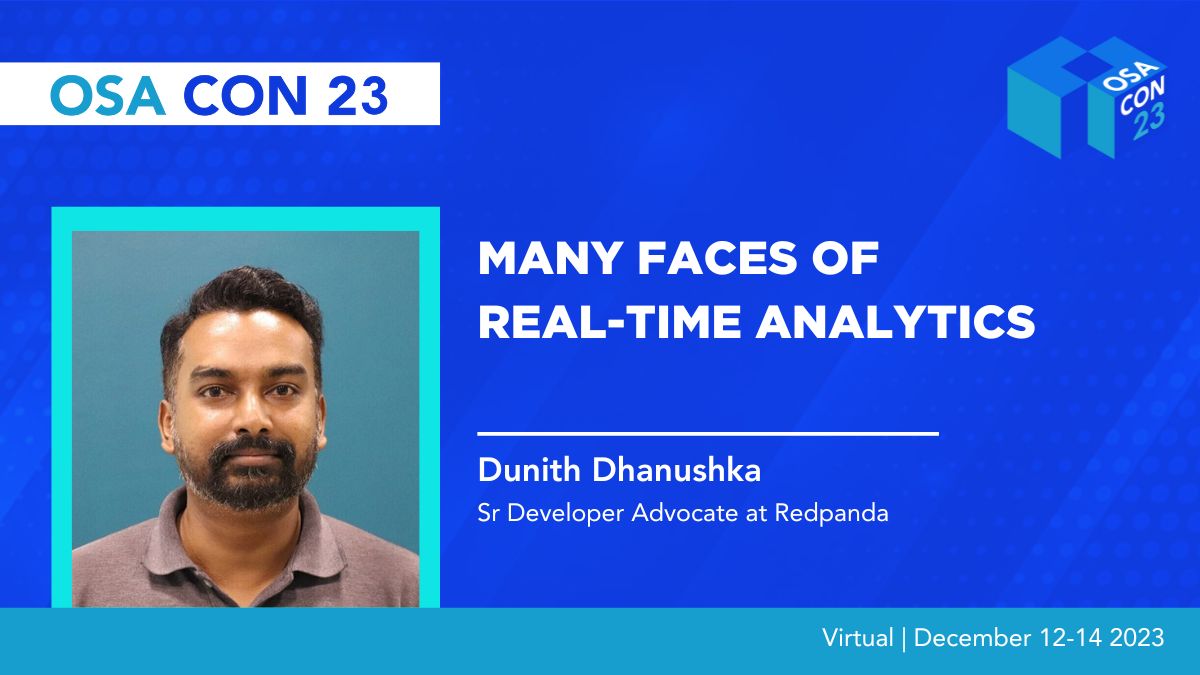 OSA CON 23
OSA
CON
23
MANY FACES OF
REAL-TIME ANALYTICS
Dunith Dhanushka
Sr Developer Advocate at Redpanda
Virtual | December 12-14 2023